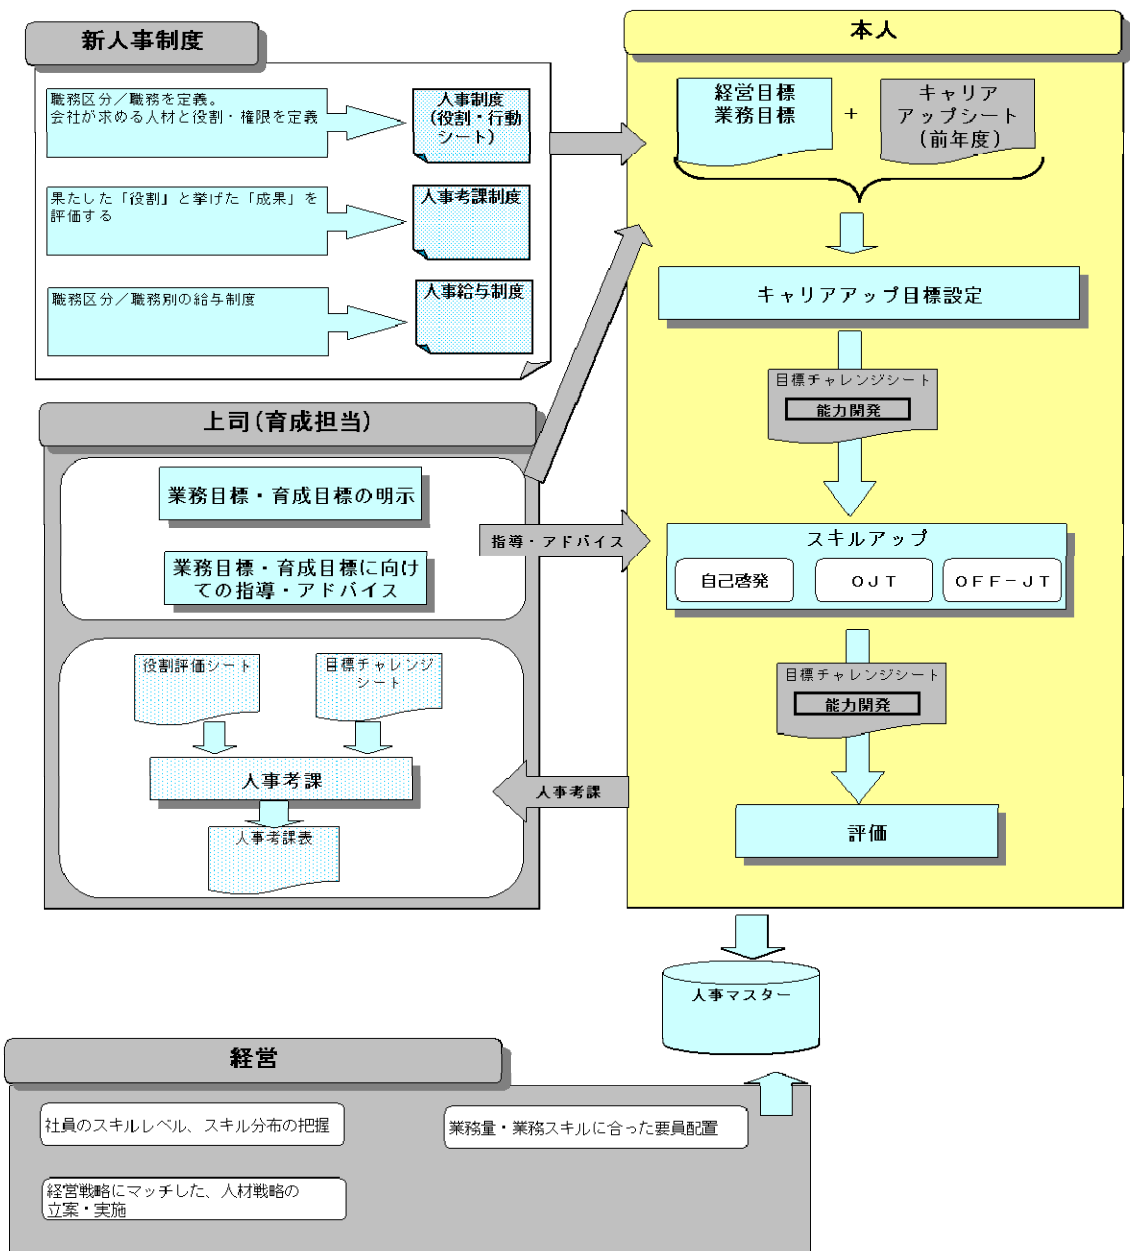 新人事制度
職務区分／職務を定義。
会社が求める人材と役割・権限を定義
人事制度
（役割・行動
シート）
果たした「役割」と挙げた「成果」を
評価する
人事考課制度
職務区分／職務別の給与制度
人事給与制度
本人
経営目標
業務目標
+
キャリア
アップシート
（前年度）
キャリアアップ目標設定
目標チャレンジシート
能力開発
スキルアップ
自己啓発
ＯＪＴ
ＯＦＦ－ＪＴ
目標チャレンジシート
能力開発
評価
上司（育成担当）
業務目標・育成目標の明示
業務目標・育成目標に向け
ての指導・アドバイス
指導・アドバイス
役割評価シート
目標チャレンジ
シート
人事考課
人事考課表
人事考課
人事マスター
経営
社員のスキルレベル、スキル分布の把握
業務量・業務スキルに合った要員配置
経営戦略にマッチした、人材戦略の
立案・実施